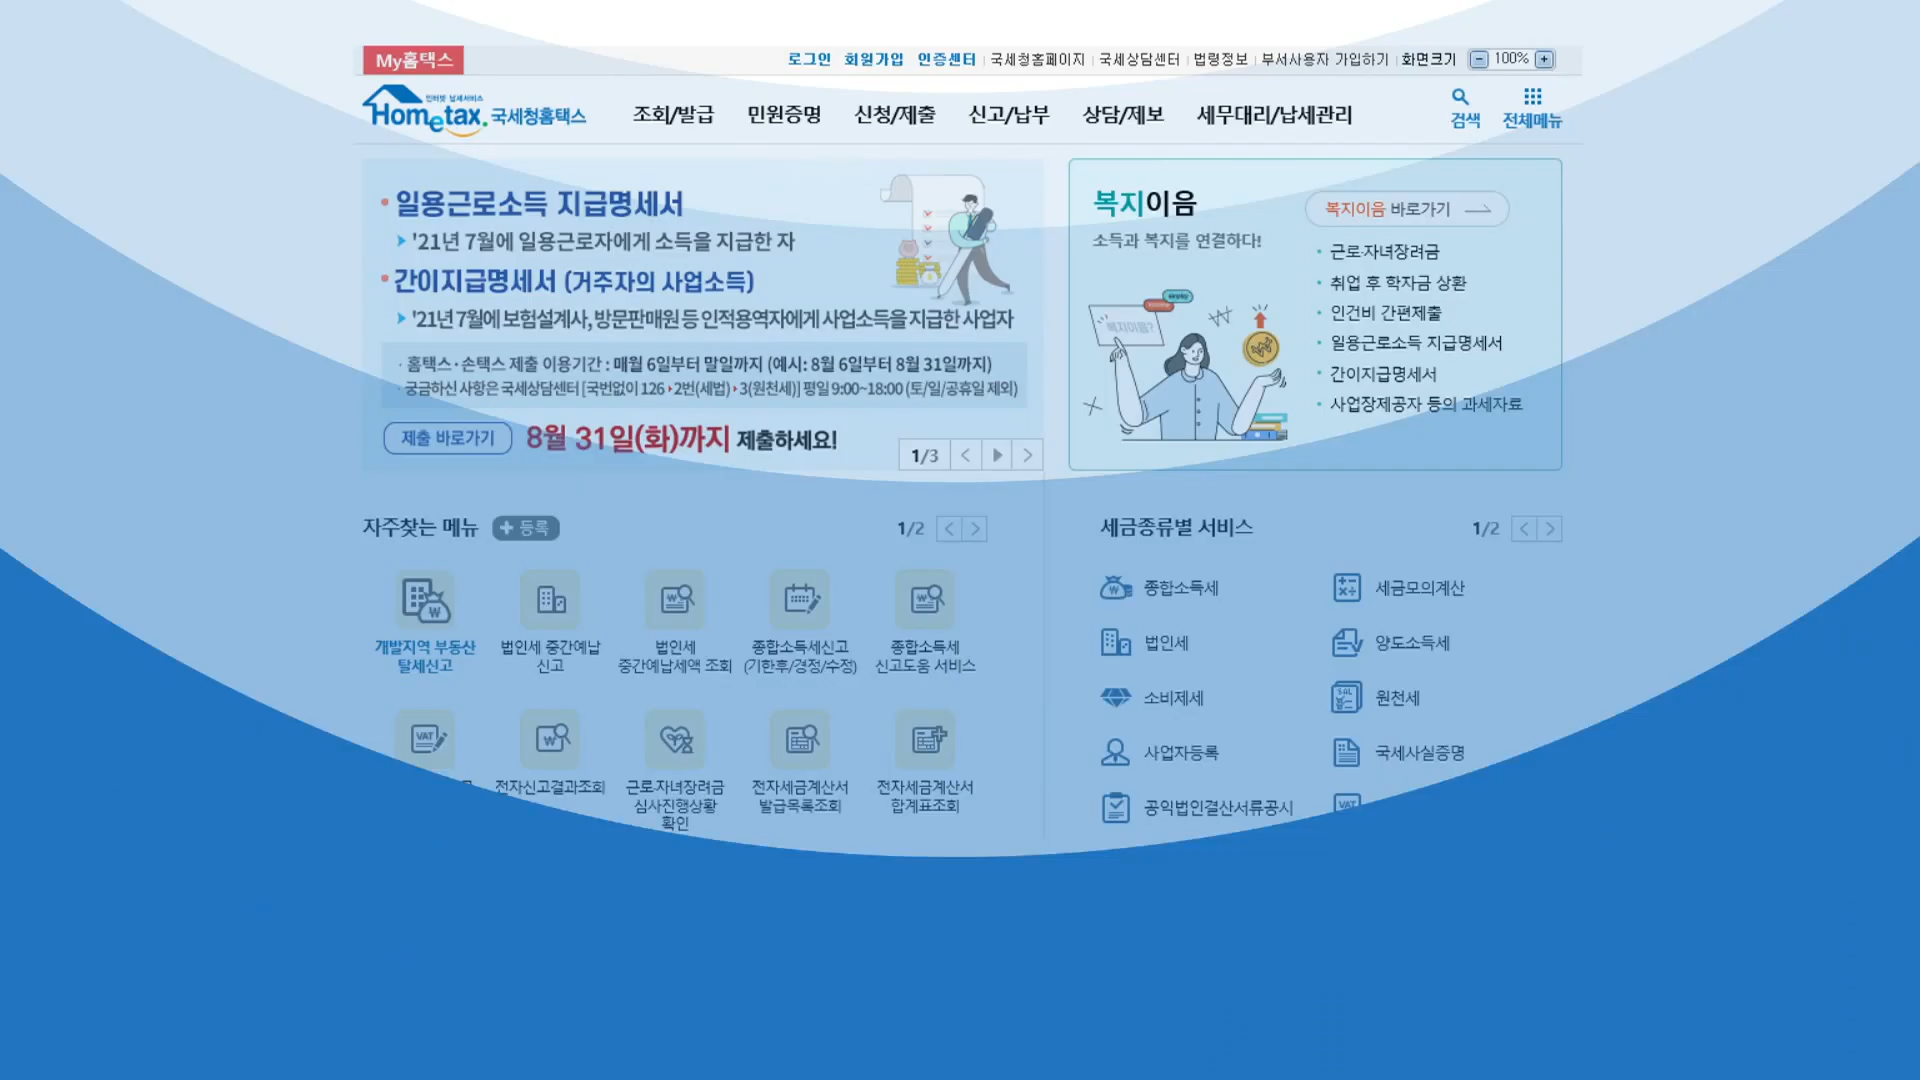 My홈택스
로그인 회원가입 인증센터 국세청홈페이지 국세상담센터 법령정보 부서사용자 가입하기 화면크기 100%
인터넷 납세서비스
Hometax. 국세청홈택스
조회/발급 민원증명 신청/제출 신고/납부 상담/제보 세무대리/납세관리 검색 전체메뉴
일용근로소득 지급명세서
'21년 7월에 일용근로자에게 소득을 지급한 자
간이지급명세서 (거주자의 사업소득)
'21년 7월에 보험설계사, 방문판매원 등 인적용역자에게 사업소득을 지급한 사업자
· 홈택스·손택스 제출 이용기간 : 매월 6일부터 말일까지 (예시: 8월 6일부터 8월 31일까지)
· 궁금하신 사항은 국세상담센터 [국번없이 126 2번(세법) 3(원천세)] 평일 9:00~18:00 (토/일/공휴일 제외)
제출 바로가기 8월 31일(화)까지 제출하세요!
1/3
복지이음
소득과 복지를 연결하다!
복지이음?
복지이음 바로가기
근로·자녀장려금
취업 후 학자금 상환
인건비 간편제출
일용근로소득 지급명세서
간이지급명세서
사업장제공자 등의 과세자료
자주찾는 메뉴 + 등록 1/2
개발지역 부동산
탈세신고
법인세 중간예납
신고
법인세
중간예납세액 조회
종합소득세신고
(기한후/경정/수정)
종합소득세
신고도움 서비스
VAT
전자신고결과조회
근로·자녀장려금
심사진행상황
확인
전자세금계산서
발급목록조회
전자세금계산서
합계표조회
세금종류별 서비스 1/2
종합소득세
세금모의계산
법인세
양도소득세
소비제세
SAL
원천세
사업자등록
국세사실증명
공익법인결산서류공시
VAT